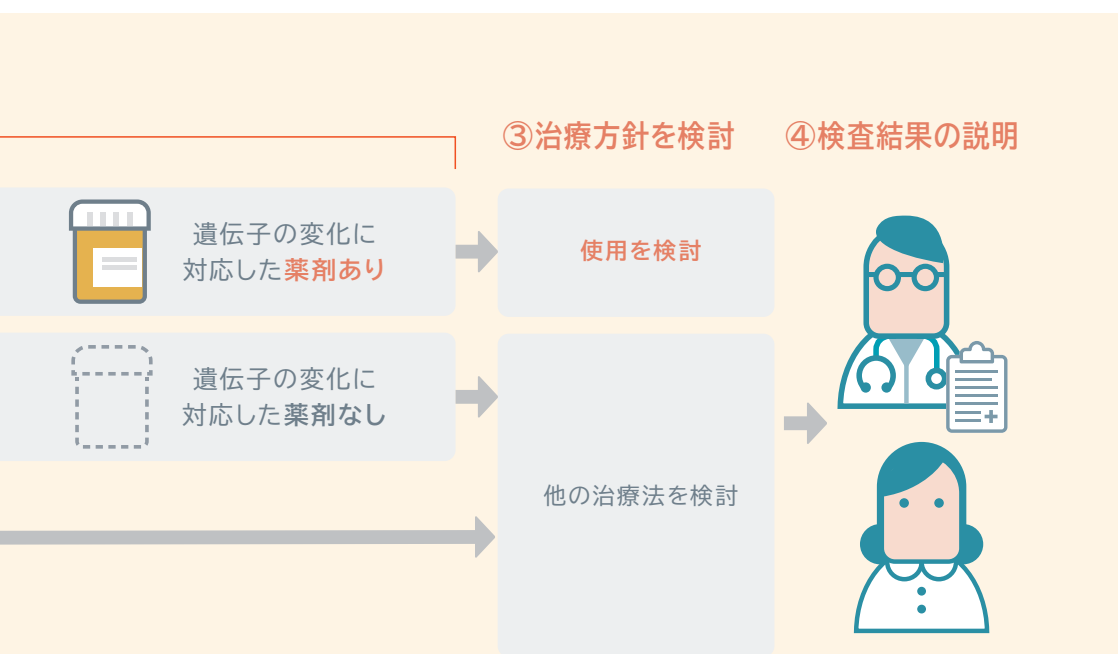 ③治療方針を検討
④検査結果の説明
遺伝子の変化に
対応した薬剤あり
使用を検討
遺伝子の変化に
対応した薬剤なし
他の治療法を検討